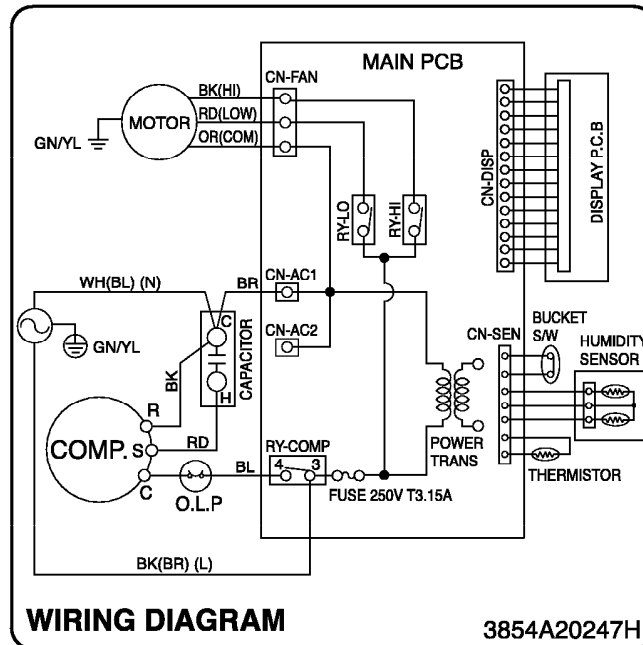 MAIN PCB
CN-FAN
BK(HI)
RD(LOW)
OR(COM)
MOTOR
GN/YL
CN-DISP
DISPLAY P.C.B
RY-LO
RY-HI
WH(BL) (N)
BR
CN-AC1
CN-AC2
GN/YL
C
H
CAPACITOR
BK
R
COMP.
S
RD
C
O.L.P
BL
RY-COMP
4
3
FUSE 250V T3.15A
POWER
TRANS
CN-SEN
BUCKET
S/W
HUMIDITY
SENSOR
THERMISTOR
BK(BR) (L)
WIRING DIAGRAM
3854A20247H